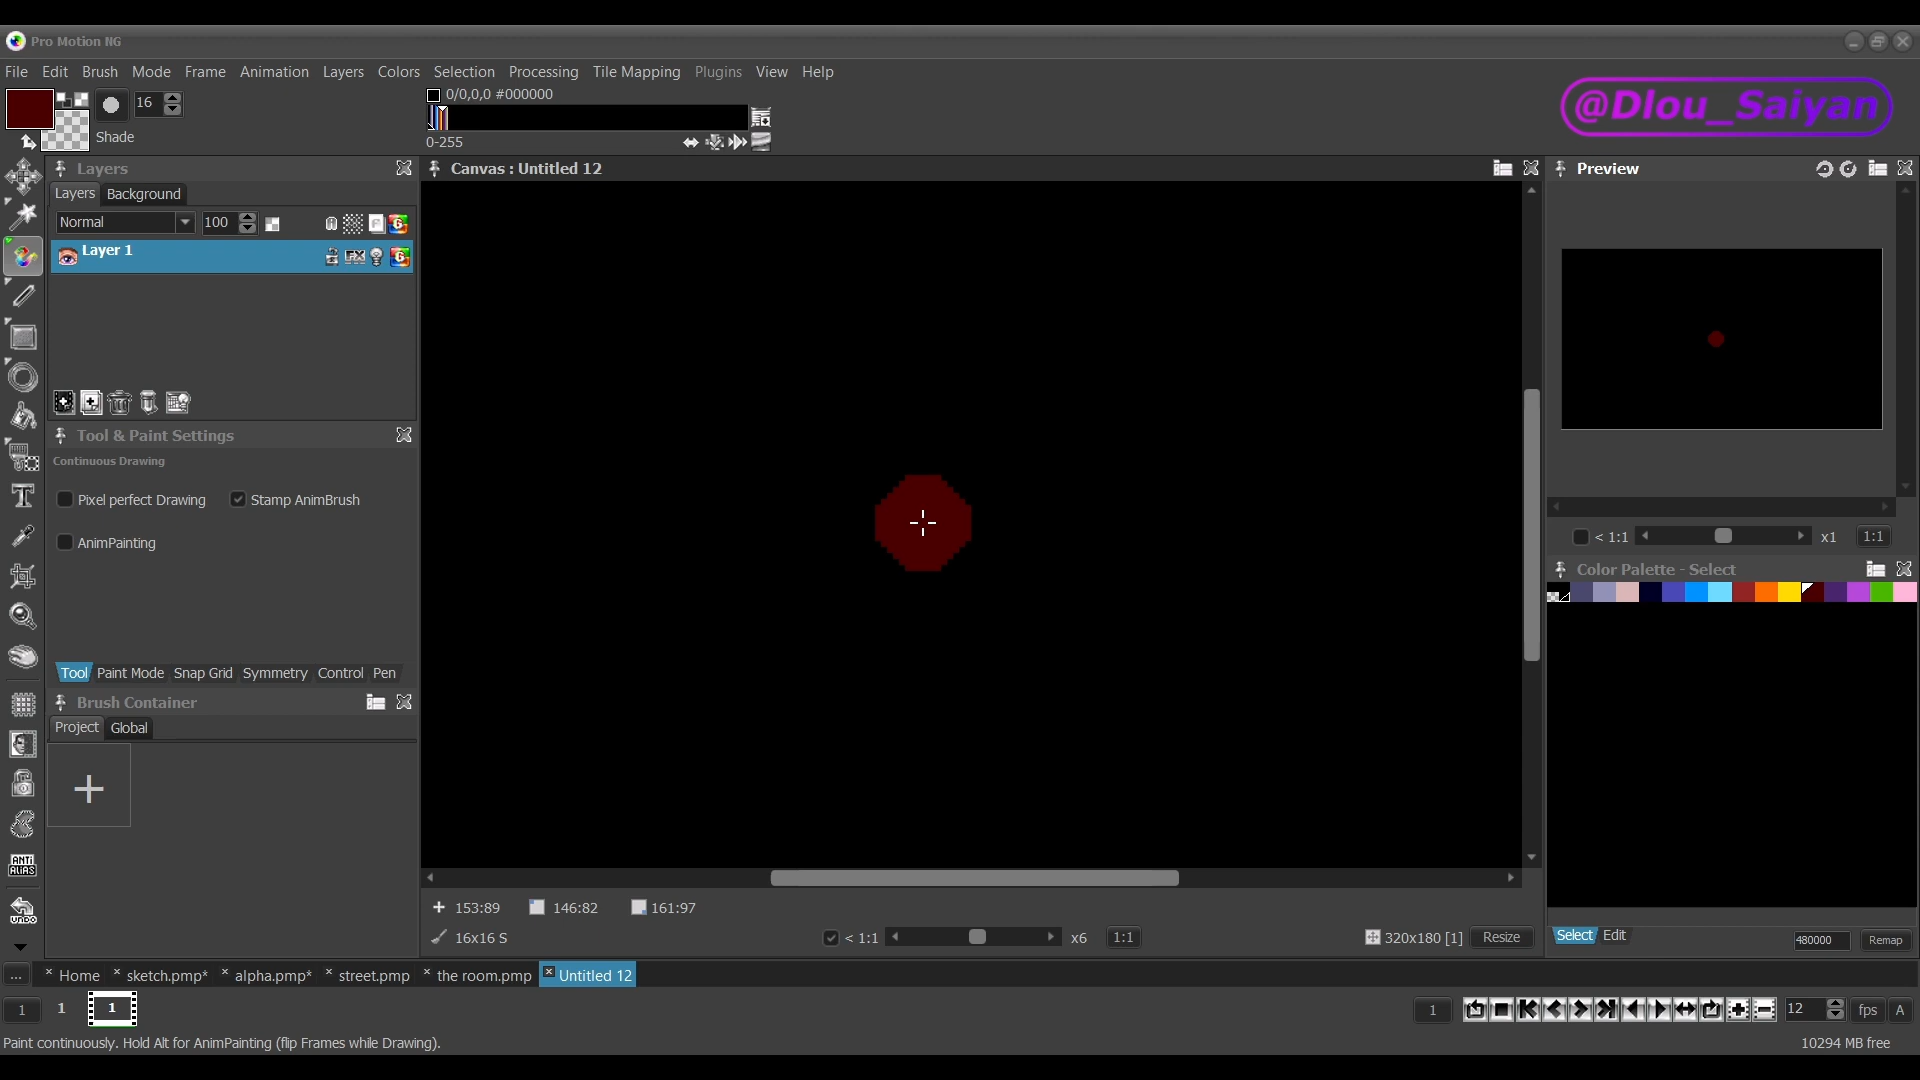 Pro Motion NG
File Edit Brush Mode Frame Animation Layers Colors Selection Processing Tile Mapping Plugins View Help
16
Shade
0/0,0,0 #000000
0-255
@Dlou_Saiyan
Layers
Layers Background
Normal 100
Layer 1
FX
Tool & Paint Settings
Continuous Drawing
Pixel perfect Drawing Stamp AnimBrush
AnimPainting
Tool Paint Mode Snap Grid Symmetry Control Pen
Brush Container
Project Global
ANTI ALIAS
UNDO
Canvas : Untitled 12
153:89 146:82 161:97
16x16 S < 1:1 x6 1:1 320x180 [1] Resize
Preview
< 1:1 x1 1:1
Color Palette - Select
Select Edit 480000 Remap
... Home sketch.pmp* alpha.pmp* street.pmp the room.pmp Untitled 12
1 1 1 1 12 fps A
Paint continuously. Hold Alt for AnimPainting (flip Frames while Drawing). 10294 MB free